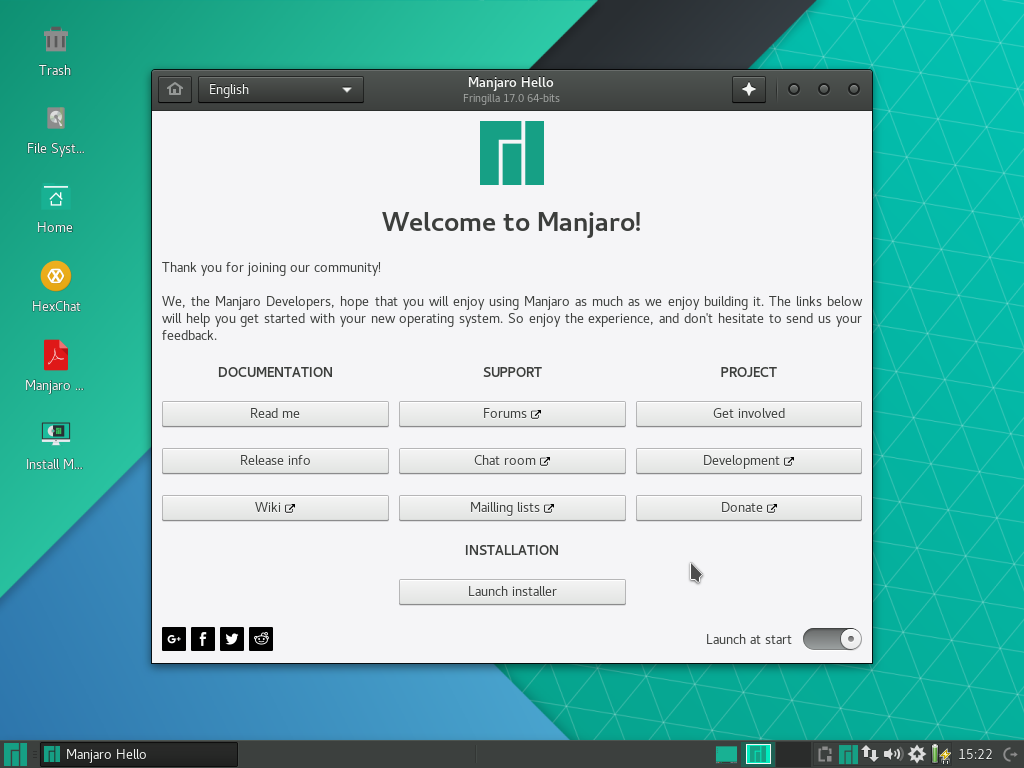 Trash
File Syst...
Home
HexChat
Manjaro ...
Install M...
English
Manjaro Hello
Fringilla 17.0 64-bits
Welcome to Manjaro!
Thank you for joining our community!
We, the Manjaro Developers, hope that you will enjoy using Manjaro as much as we enjoy building it. The links below
will help you get started with your new operating system. So enjoy the experience, and don't hesitate to send us your
feedback.
DOCUMENTATION SUPPORT PROJECT
Read me Forums Get involved
Release info Chat room Development
Wiki Mailling lists Donate
INSTALLATION
Launch installer
G+ f
Launch at start
Manjaro Hello
15:22